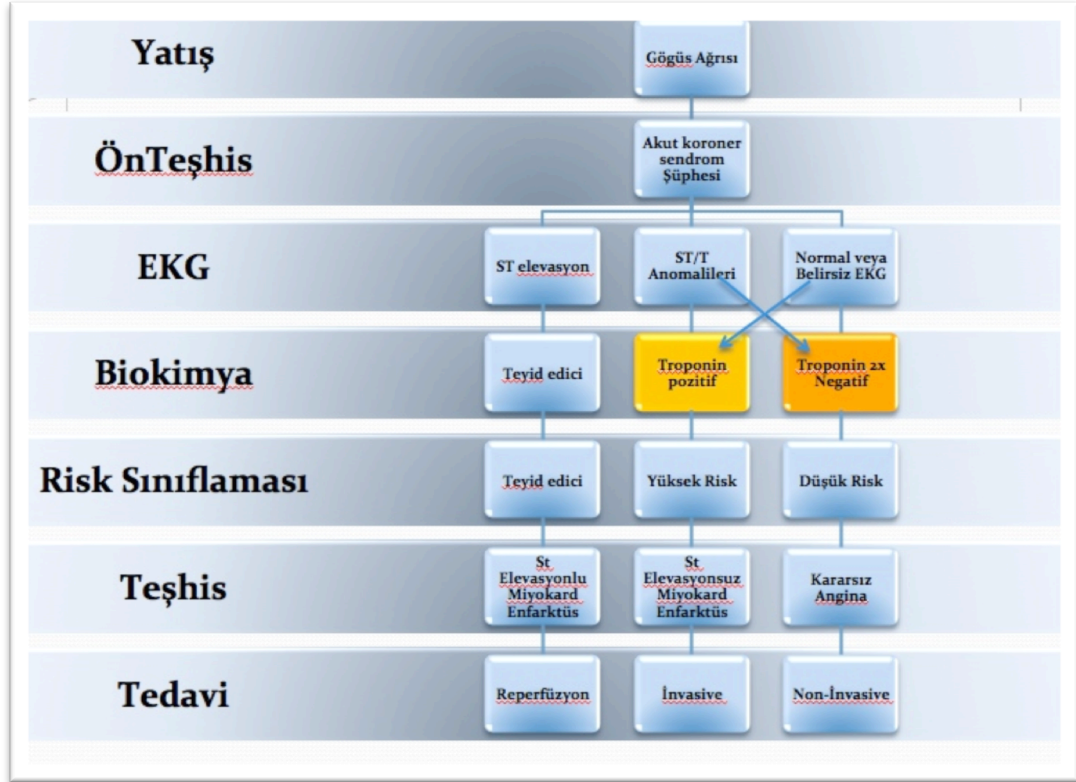 Yatış
Gögüs Ağrısı
ÖnTeşhis
Akut koroner
sendrom
Şüphesi
EKG
ST elevasyon
ST/T
Anomalileri
Normal veya
Belirsiz EKG
Biokimya
Teyid edici
Troponin
pozitif
Troponin 2x
Negatif
Risk Sınıflaması
Teyid edici
Yüksek Risk
Düşük Risk
Teşhis
St
Elevasyonlu
Miyokard
Enfarktüs
St
Elevasyonsuz
Miyokard
Enfarktüs
Kararsız
Angina
Tedavi
Reperfüzyon
İnvasive
Non-İnvasive